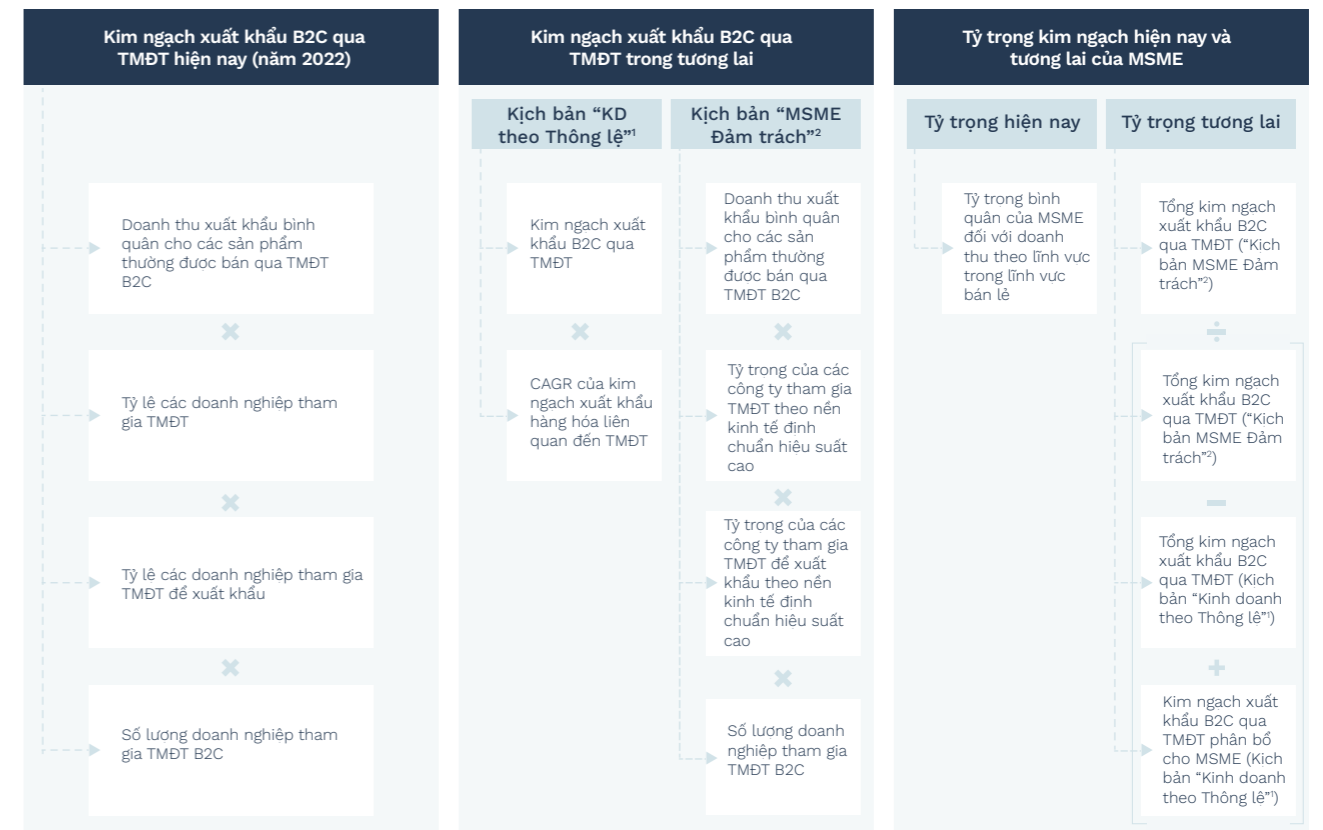 Kim ngạch xuất khẩu B2C qua
TMĐT hiện nay (năm 2022)
Doanh thu xuất khẩu bình
quân cho các sản phẩm
thường được bán qua TMĐT
B2C
✖
Tỷ lệ các doanh nghiệp tham
gia TMĐT
✖
Tỷ lệ các doanh nghiệp tham gia
TMĐT để xuất khẩu
✖
Số lượng doanh nghiệp tham
gia TMĐT B2C
Kim ngạch xuất khẩu B2C qua
TMĐT trong tương lai
Kịch bản “KD
theo Thông lệ”¹
Kim ngạch xuất
khẩu B2C qua
TMĐT
✖
CAGR của kim
ngạch xuất khẩu
hàng hóa liên
quan đến TMĐT
Kịch bản “MSME
Đảm trách”²
Doanh thu xuất
khẩu bình quân
cho các sản
phẩm thường
được bán qua
TMĐT B2C
✖
Tỷ trọng của các
công ty tham gia
TMĐT theo nền
kinh tế định
chuẩn hiệu suất
cao
✖
Tỷ trọng của các
công ty tham gia
TMĐT để xuất
khẩu theo nền
kinh tế định
chuẩn hiệu suất
cao
✖
Số lượng doanh
nghiệp tham gia
TMĐT B2C
Tỷ trọng kim ngạch hiện nay và
tương lai của MSME
Tỷ trọng hiện nay
Tỷ trọng bình
quân của MSME
đối với doanh
thu theo lĩnh vực
trong lĩnh vực
bán lẻ
Tỷ trọng tương lai
Tổng kim ngạch
xuất khẩu B2C
qua TMĐT (“Kịch
bản MSME Đảm
trách”²)
÷
Tổng kim ngạch
xuất khẩu B2C
qua TMĐT (“Kịch
bản MSME Đảm
trách”²)
−
Tổng kim ngạch
xuất khẩu B2C
qua TMĐT (Kịch
bản “Kinh doanh
theo Thông lệ”¹)
+
Kim ngạch xuất
khẩu B2C qua
TMĐT phân bổ
cho MSME (Kịch
bản “Kinh doanh
theo Thông lệ”¹)